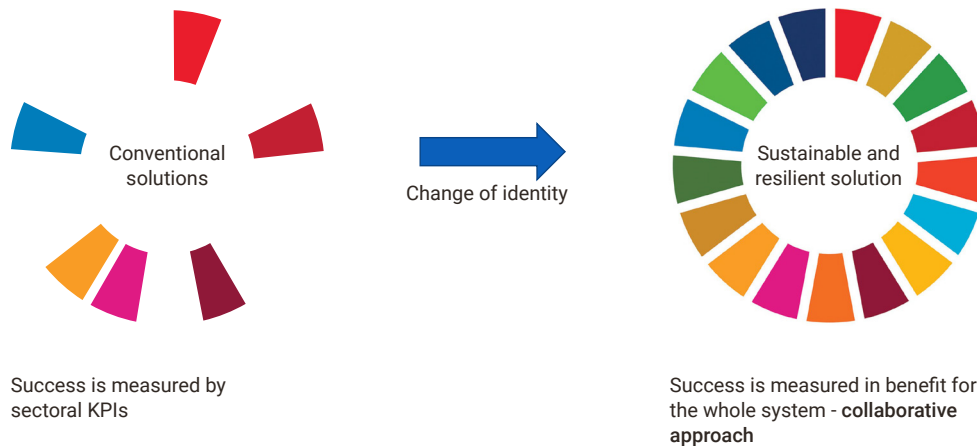 Conventional
solutions
Change of identity
Sustainable and
resilient solution
Success is measured by
sectoral KPIs
Success is measured in benefit for
the whole system - collaborative
approach